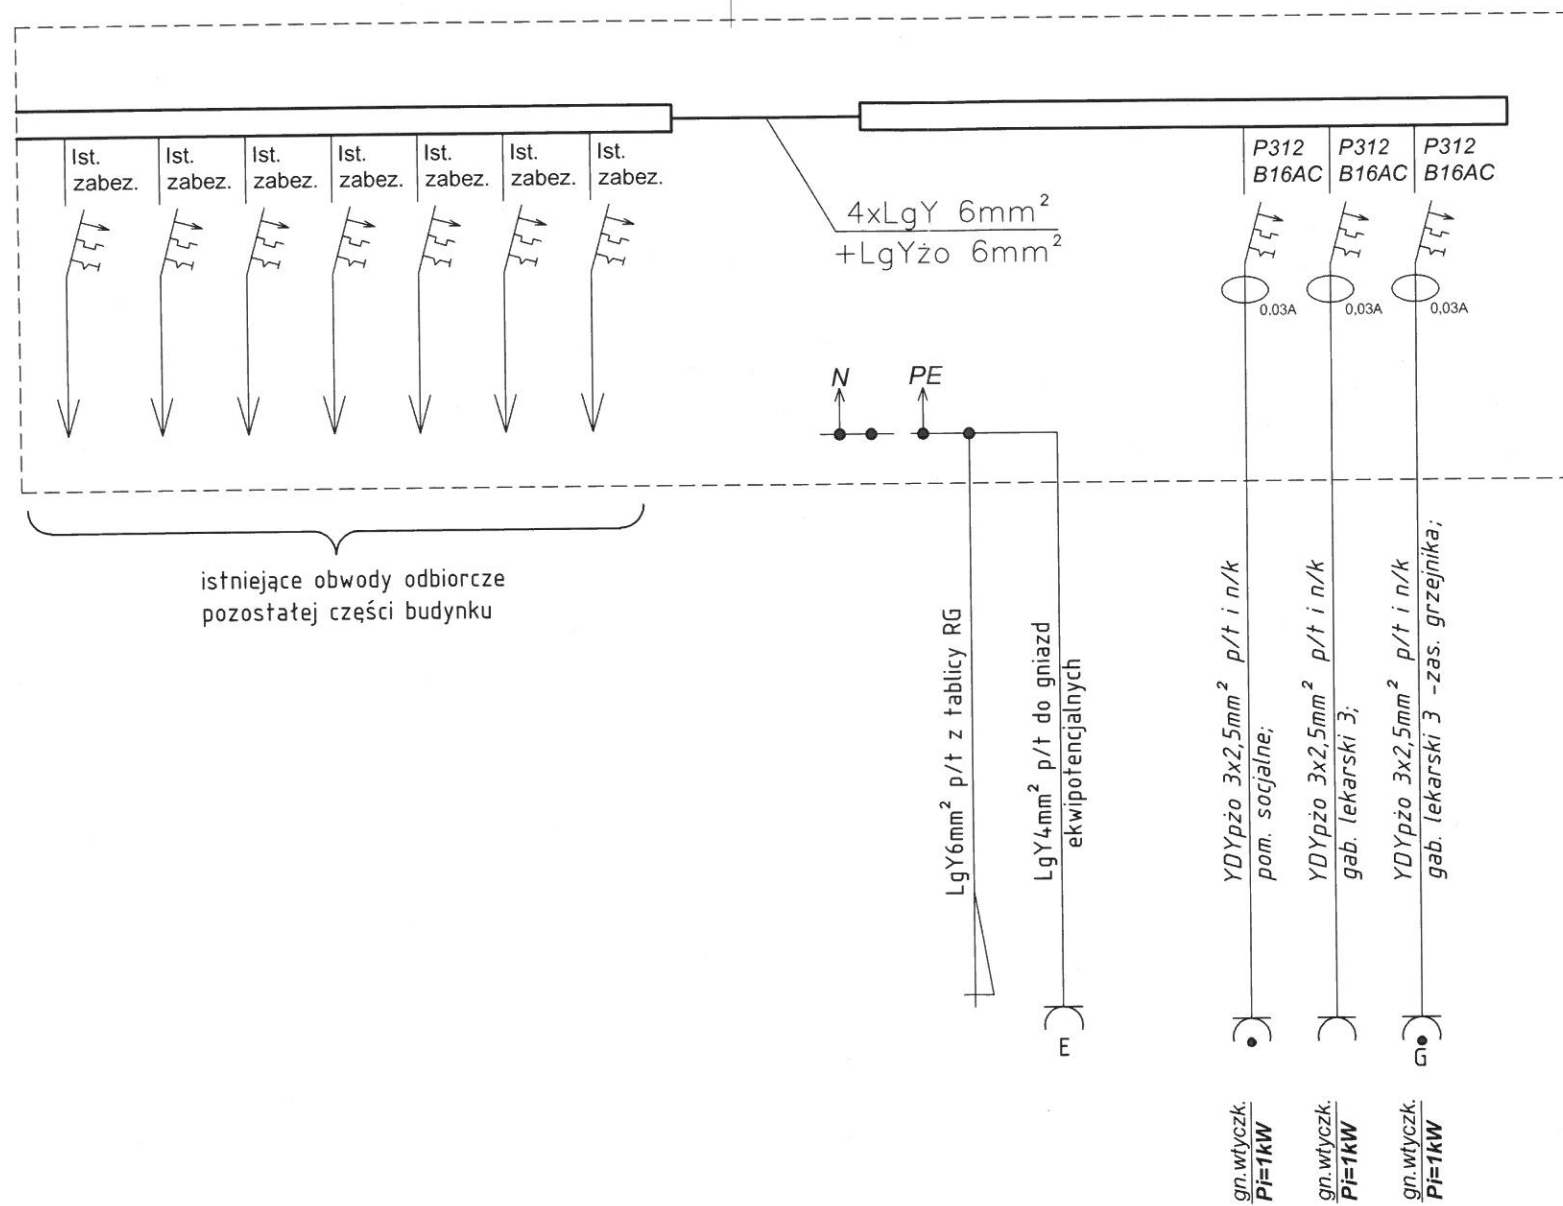 Ist.
zabez.
Ist.
zabez.
Ist.
zabez.
Ist.
zabez.
Ist.
zabez.
Ist.
zabez.
Ist.
zabez.
4xLgY 6mm²
+LgYżo 6mm²
P312
B16AC
P312
B16AC
P312
B16AC
0.03A
0,03A
0,03A
N
PE
istniejące obwody odbiorcze
pozostałej części budynku
LgY6mm² p/t z tablicy RG
LgY4mm² p/t do gniazd
ekwipotencjalnych
YDYpżo 3x2,5mm² p/t i n/k
pom. socjalne;
YDYpżo 3x2,5mm² p/t i n/k
gab. lekarski 3;
YDYpżo 3x2,5mm² p/t i n/k
gab. lekarski 3 -zas. grzejnika;
E
G
gn.wtyczk.
Pi=1kW
gn.wtyczk.
Pi=1kW
gn.wtyczk.
Pi=1kW